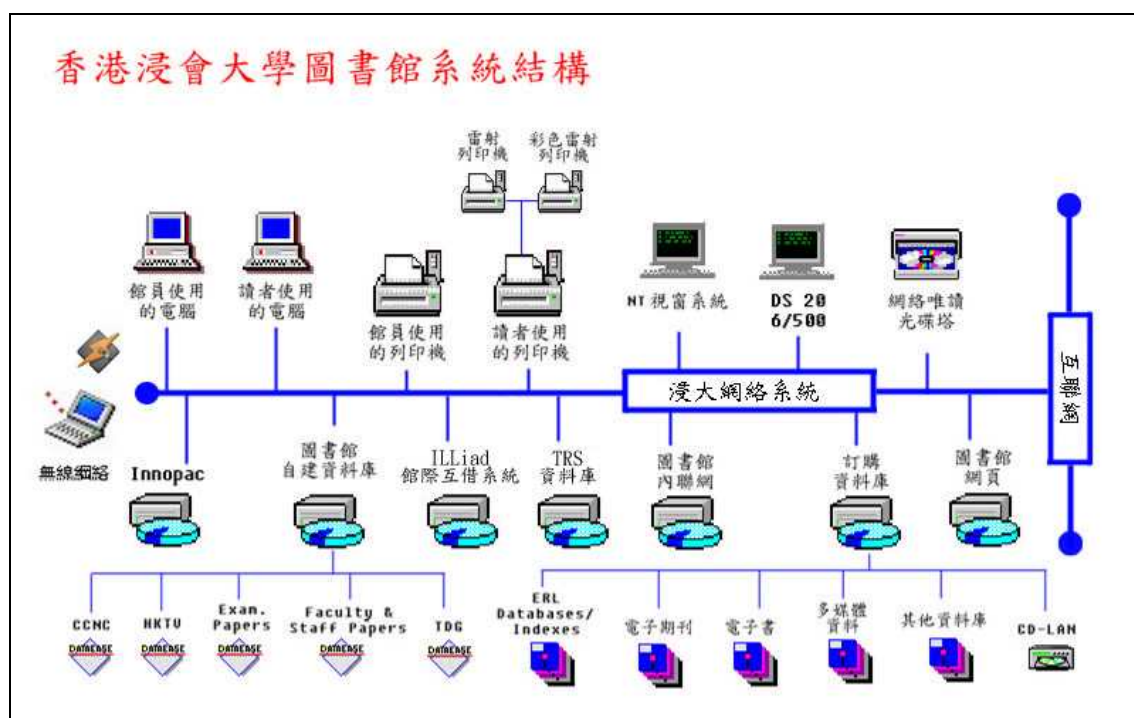 香港浸會大學圖書館系統結構
雷射
列印機
彩色雷射
列印機
館員使用
的電腦
讀者使用
的電腦
館員使用
的列印機
讀者使用
的列印機
NT 視窗系統
DS 20
6/500
網絡唯讀
光碟塔
浸大網絡系統
互聯網
無線網絡
Innopac
圖書館
自建資料庫
ILLiad
館際互借系統
TRS
資料庫
圖書館
內聯網
訂購
資料庫
圖書館
網頁
CCNC
HKTU
Exam.
Papers
Faculty &
Staff Papers
TDG
DATABASE
DATABASE
DATABASE
DATABASE
DATABASE
ERL
Databases/
Indexes
電子期刊
電子書
多媒體
資料
其他資料庫
CD-LAN